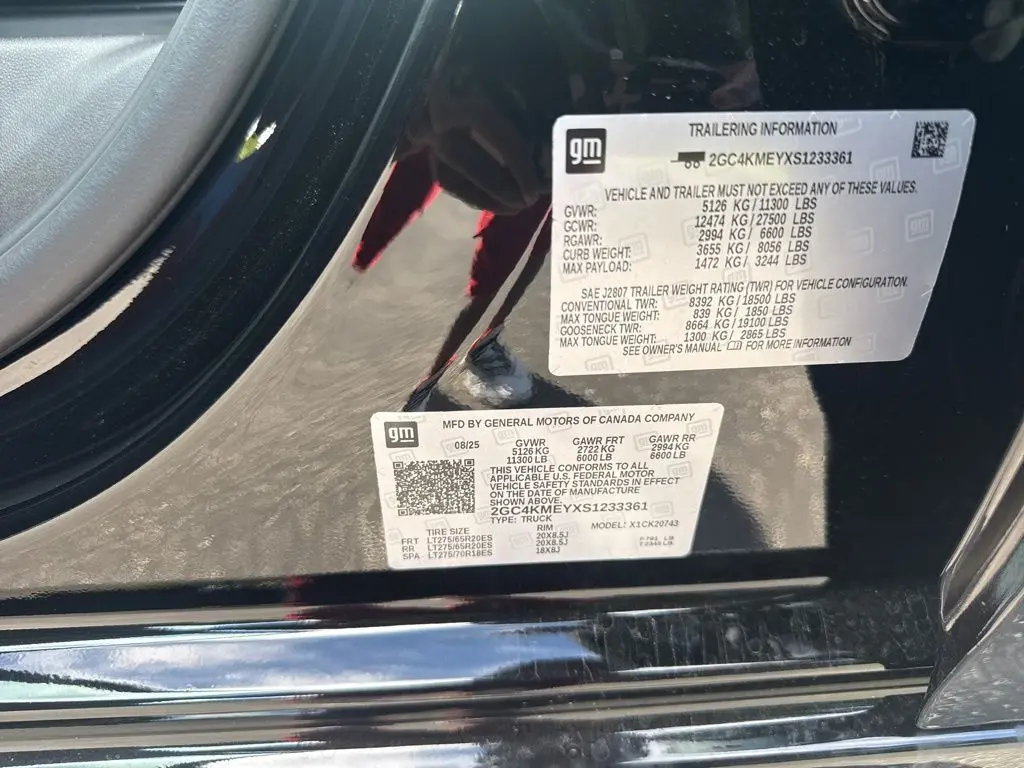 gm
TRAILERING INFORMATION
2GC4KMEYXS1233361
VEHICLE AND TRAILER MUST NOT EXCEED ANY OF THESE VALUES.
GVWR: 5126 KG / 11300 LBS
GCWR: 12474 KG / 27500 LBS
RGAWR: 2994 KG / 6600 LBS
CURB WEIGHT: 3655 KG / 8056 LBS
MAX PAYLOAD: 1472 KG / 3244 LBS
SAE J2807 TRAILER WEIGHT RATING (TWR) FOR VEHICLE CONFIGURATION.
CONVENTIONAL TWR: 8392 KG / 18500 LBS
MAX TONGUE WEIGHT: 839 KG / 1850 LBS
GOOSENECK TWR: 8664 KG / 19100 LBS
MAX TONGUE WEIGHT: 1300 KG / 2865 LBS
SEE OWNER'S MANUAL FOR MORE INFORMATION
gm
MFD BY GENERAL MOTORS OF CANADA COMPANY
08/25 GVWR GAWR FRT GAWR RR
5126 KG 2722 KG 2994 KG
11300 LB 6000 LB 6600 LB
THIS VEHICLE CONFORMS TO ALL
APPLICABLE U.S. FEDERAL MOTOR
VEHICLE SAFETY STANDARDS IN EFFECT
ON THE DATE OF MANUFACTURE
SHOWN ABOVE.
2GC4KMEYXS1233361
TYPE: TRUCK MODEL: X1CK20743
TIRE SIZE RIM
FRT LT275/65R20ES 20X8.5J
RR LT275/65R20ES 20X8.5J
SPA LT275/70R18ES 18X8J